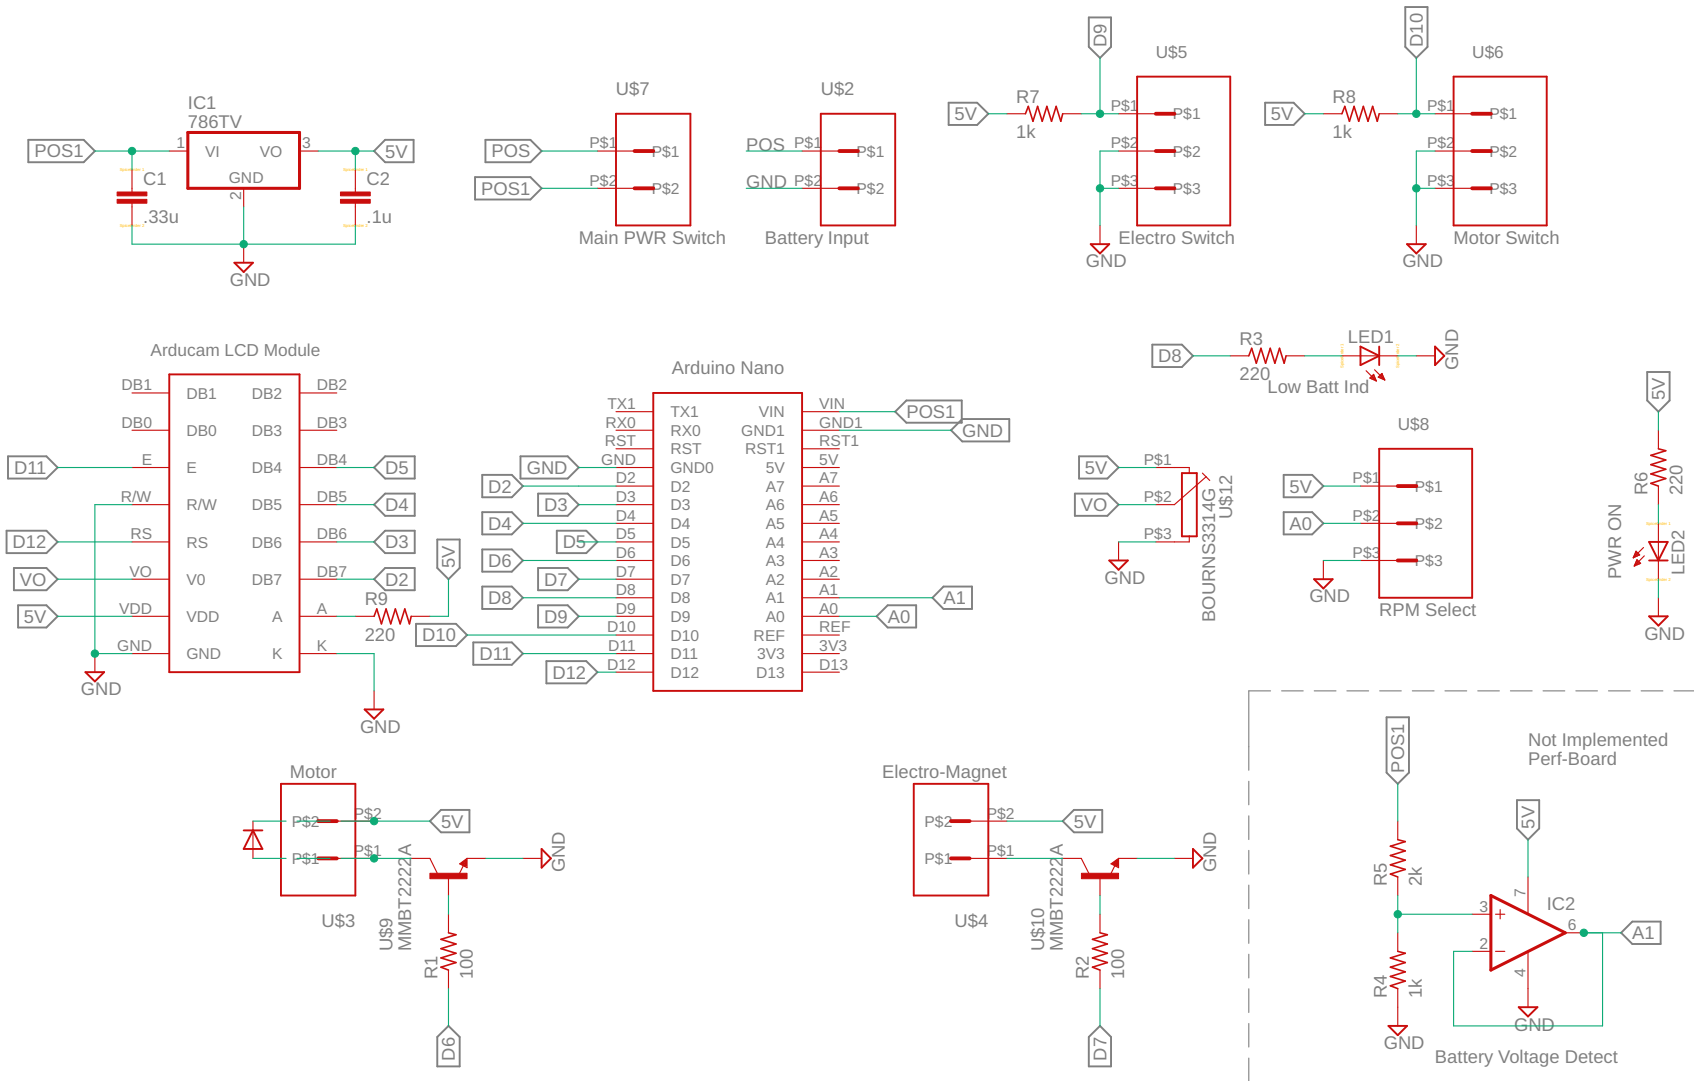 IC1
786TV
POS1
1
VI
VO
3
5V
GND
2
C1
.33u
C2
.1u
GND
U$7
POS
P$1
P$1
POS1
P$2
P$2
Main PWR Switch
U$2
POS
P$1
P$1
GND
P$2
P$2
Battery Input
D9
U$5
5V
R7
1k
P$1
P$1
P$2
P$2
P$3
P$3
GND
Electro Switch
D10
U$6
5V
R8
1k
P$1
P$1
P$2
P$2
P$3
P$3
GND
Motor Switch
Arducam LCD Module
DB1
DB1
DB2
DB2
DB0
DB0
DB3
DB3
D11
E
E
DB4
DB4
D5
R/W
R/W
DB5
DB5
D4
D12
RS
RS
DB6
DB6
D3
VO
VO
V0
DB7
DB7
D2
5V
VDD
VDD
A
A
R9
220
5V
GND
GND
K
K
GND
GND
Arduino Nano
TX1
TX1
VIN
VIN
POS1
RX0
RX0
GND1
GND1
GND
RST
RST
RST1
RST1
GND
GND
GND0
5V
5V
D2
D2
D2
A7
A7
D3
D3
D3
A6
A6
D4
D4
D4
A5
A5
D5
D5
D5
A4
A4
D6
D6
D6
A3
A3
D7
D7
D7
A2
A2
D8
D8
D8
A1
A1
A1
D9
D9
D9
A0
A0
A0
D10
D10
D10
REF
REF
D11
D11
D11
3V3
3V3
D12
D12
D12
D13
D13
D8
R3
220
LED1
GND
Low Batt Ind
5V
P$1
VO
P$2
P$3
GND
BOURNS3314G
U$12
U$8
5V
P$1
P$1
A0
P$2
P$2
P$3
P$3
GND
RPM Select
5V
R6
220
PWR ON
LED2
GND
Motor
P$2
P$2
5V
P$1
P$1
GND
U$3
U$9
MMBT2222A
R1
100
D6
Electro-Magnet
P$2
P$2
5V
P$1
P$1
GND
U$4
U$10
MMBT2222A
R2
100
D7
Not Implemented
Perf-Board
POS1
5V
R5
2k
7
IC2
3
+
6
A1
2
-
4
R4
1k
GND
GND
Battery Voltage Detect